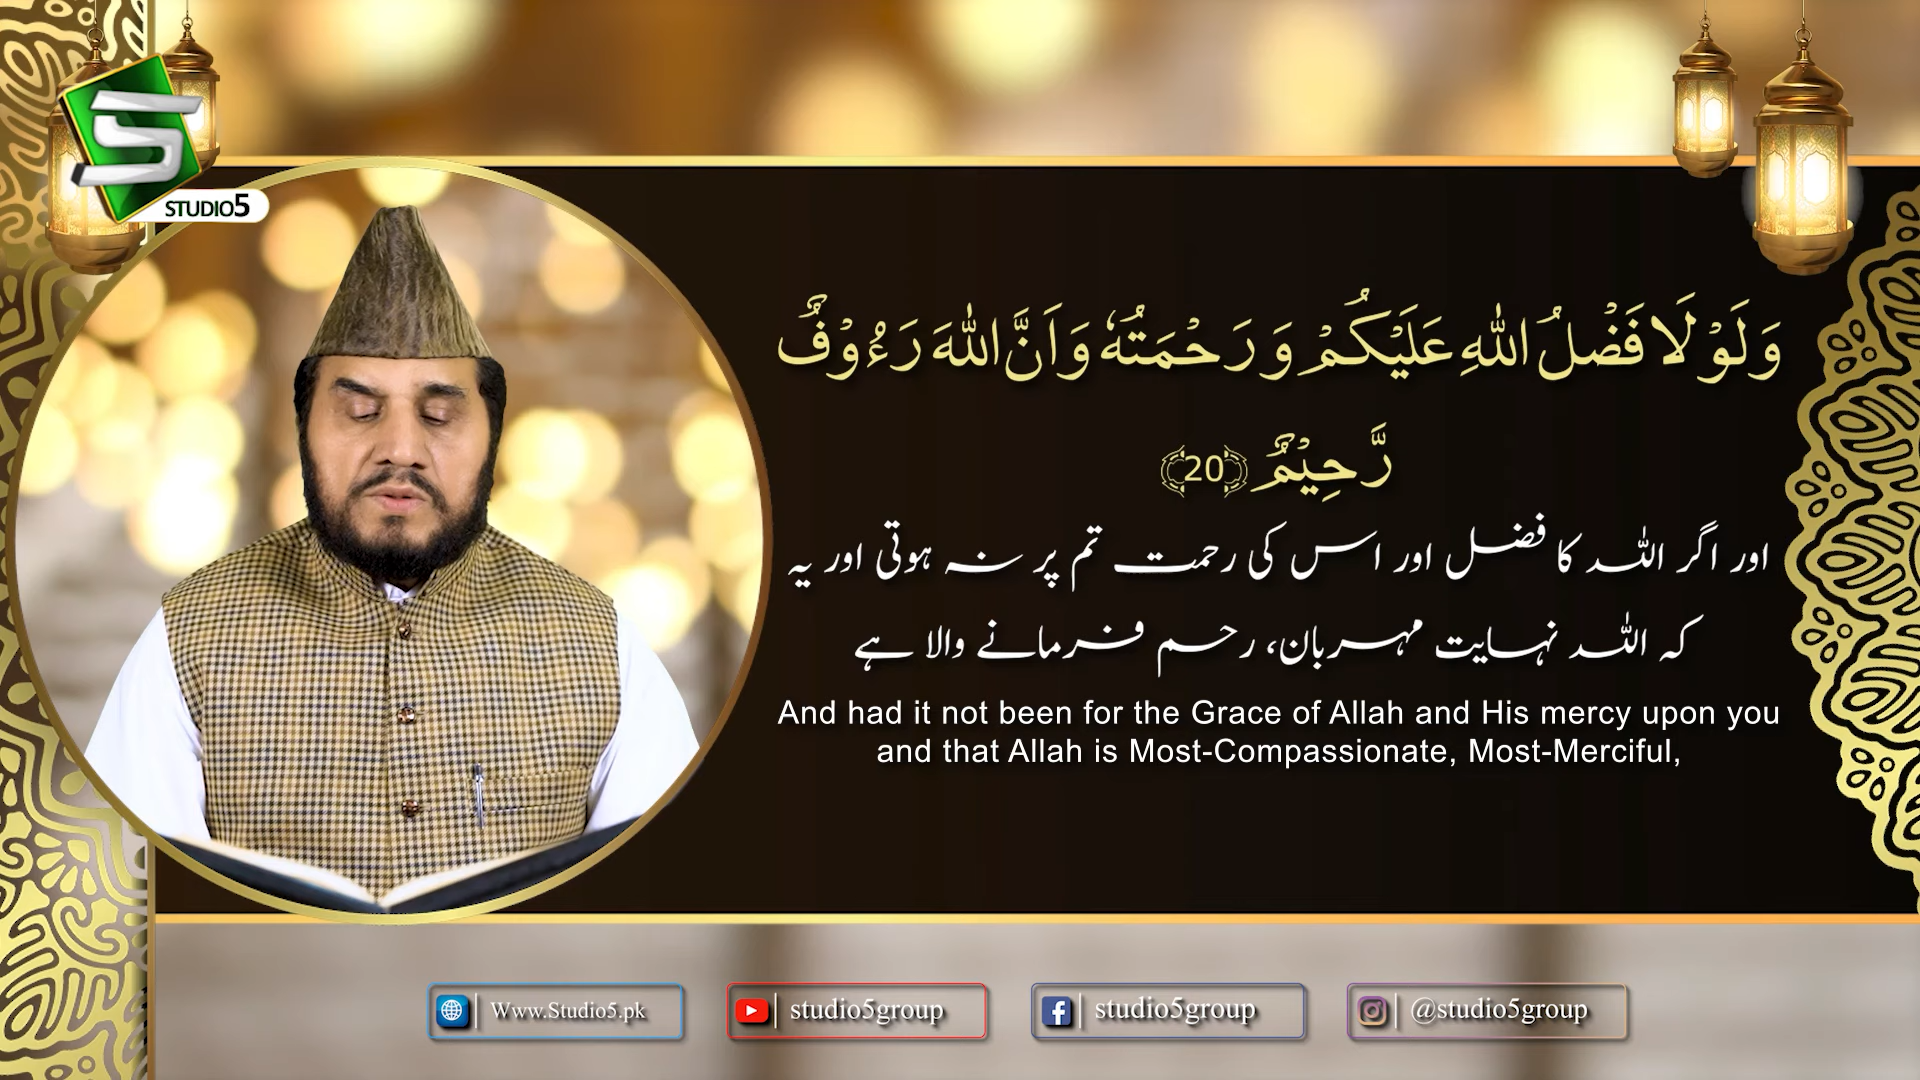 STUDIO5
وَلَوْ لَا فَضْلُ اللّٰهِ عَلَیْكُمْ وَ رَحْمَتُهٗ وَ اَنَّ اللّٰهَ رَءُوْفٌ
رَّحِیْمٌ ﴿20﴾
اور اگر اللہ کا فضل اور اس کی رحمت تم پر نہ ہوتی اور یہ
کہ اللہ نہایت مہربان، رحم فرمانے والا ہے
And had it not been for the Grace of Allah and His mercy upon you
and that Allah is Most-Compassionate, Most-Merciful,
Www.Studio5.pk
studio5group
studio5group
@studio5group